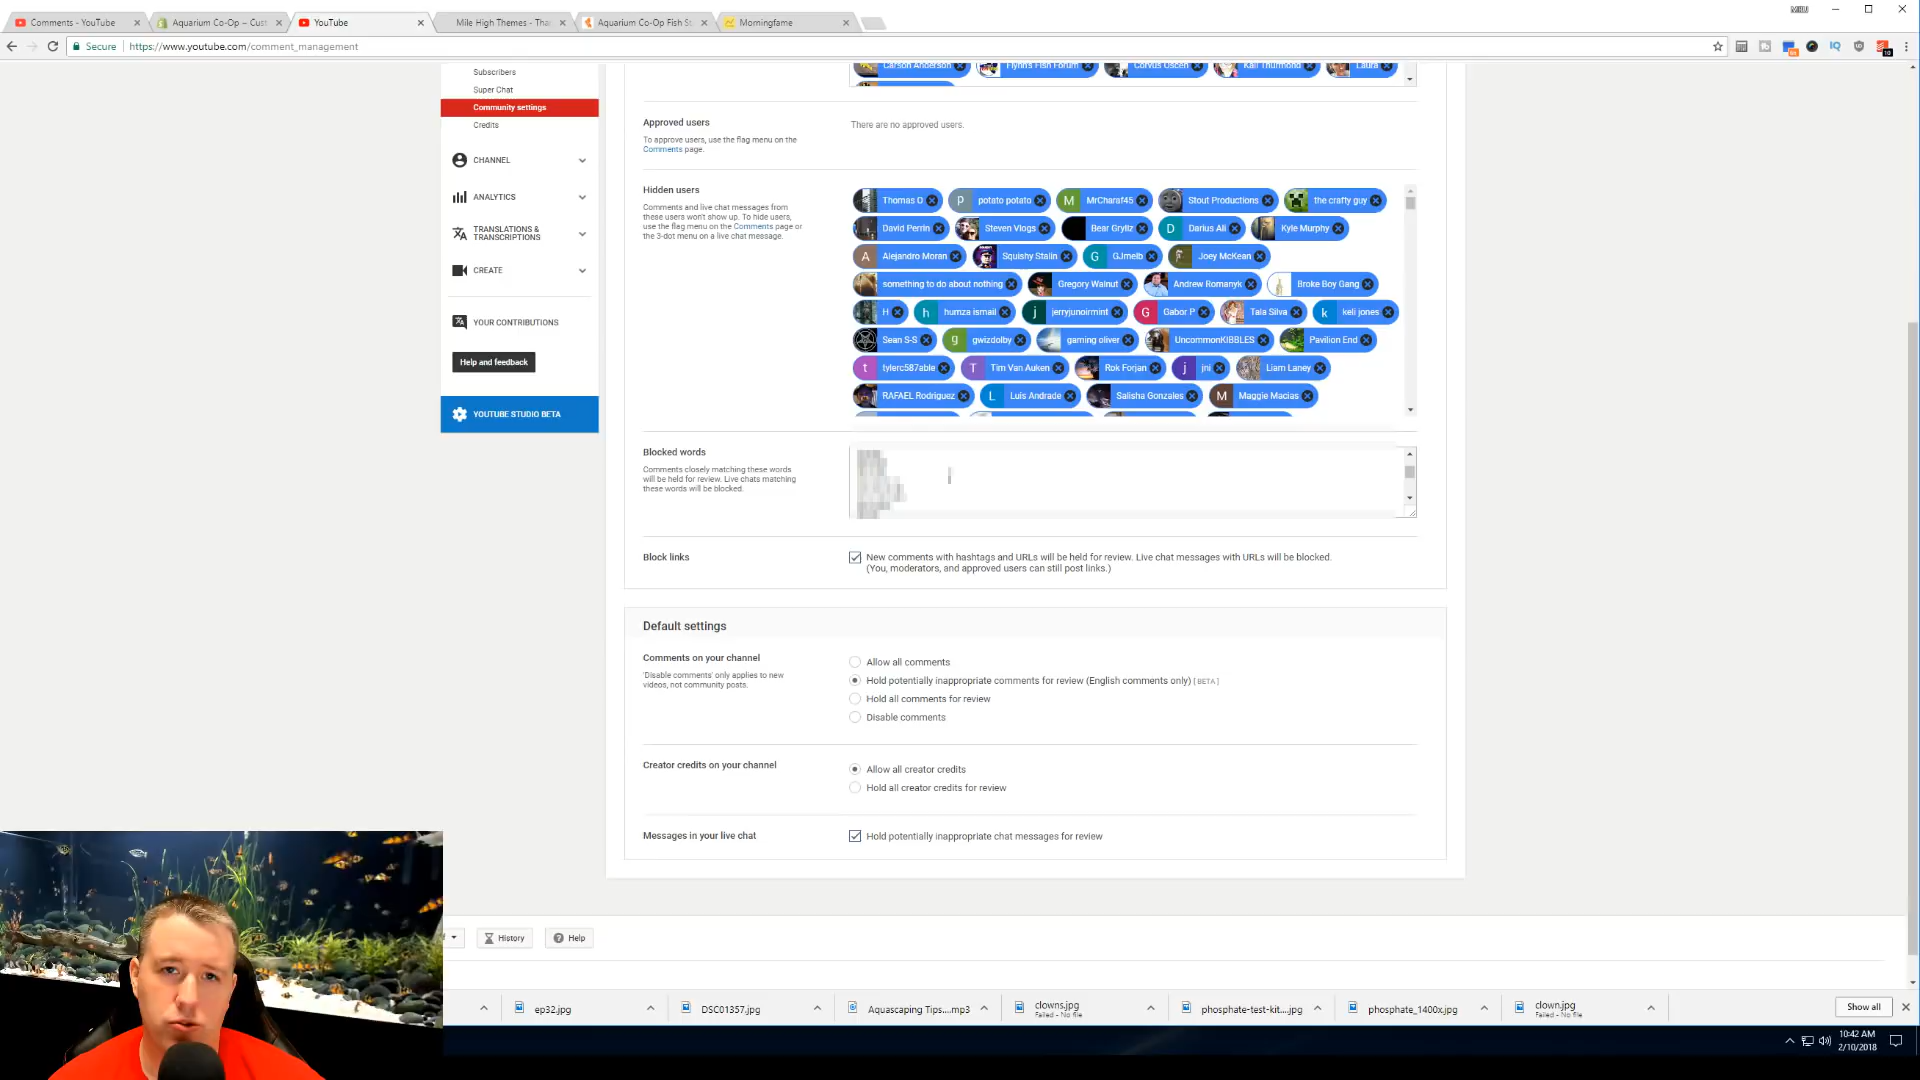 Comments - YouTube
Aquarium Co-Op – Cust
YouTube
Mile High Themes - Tha
Aquarium Co-Op Fish S
Morningfame
Secure
https://www.youtube.com/comment_management
Subscribers
Super Chat
Community settings
Credits
CHANNEL
ANALYTICS
TRANSLATIONS &
TRANSCRIPTIONS
CREATE
YOUR CONTRIBUTIONS
Help and feedback
YOUTUBE STUDIO BETA
Carson Anderson Flynn's Fish Forum Corvus Oscen Kali Thurmond Laura
Approved users
To approve users, use the flag menu on the
Comments page.
There are no approved users.
Hidden users
Comments and live chat messages from
these users won't show up. To hide users,
use the flag menu on the Comments page or
the 3-dot menu on a live chat message.
Thomas O p potato potato M MrCharaf45 Stout Productions the crafty guy
David Perrin Steven Vlogs Bear Gryllz D Darius Ali Kyle Murphy
A Alejandro Moran Squishy Stalin G GJmelb Joey McKean
something to do about nothing Gregory Walnut Andrew Romanyk Broke Boy Gang
H h humza ismail j jerryjunoirmint G Gabor P Tala Silva k keli jones
Sean S-S g gwizdolby gaming oliver UncommonKIBBLES Pavilion End
t tylerc587able T Tim Van Auken Rok Forjan j jni Liam Laney
RAFAEL Rodriguez L Luis Andrade Salisha Gonzales M Maggie Macias
Blocked words
Comments closely matching these words
will be held for review. Live chats matching
these words will be blocked.
Block links
New comments with hashtags and URLs will be held for review. Live chat messages with URLs will be blocked.
(You, moderators, and approved users can still post links.)
Default settings
Comments on your channel
'Disable comments' only applies to new
videos, not community posts.
Allow all comments
Hold potentially inappropriate comments for review (English comments only) [BETA]
Hold all comments for review
Disable comments
Creator credits on your channel
Allow all creator credits
Hold all creator credits for review
Messages in your live chat
Hold potentially inappropriate chat messages for review
History
Help
ep32.jpg
DSC01357.jpg
Aquascaping Tips....mp3
clowns.jpg
Failed - No file
phosphate-test-kit....jpg
phosphate_1400x.jpg
clown.jpg
Failed - No file
Show all
10:42 AM
2/10/2018